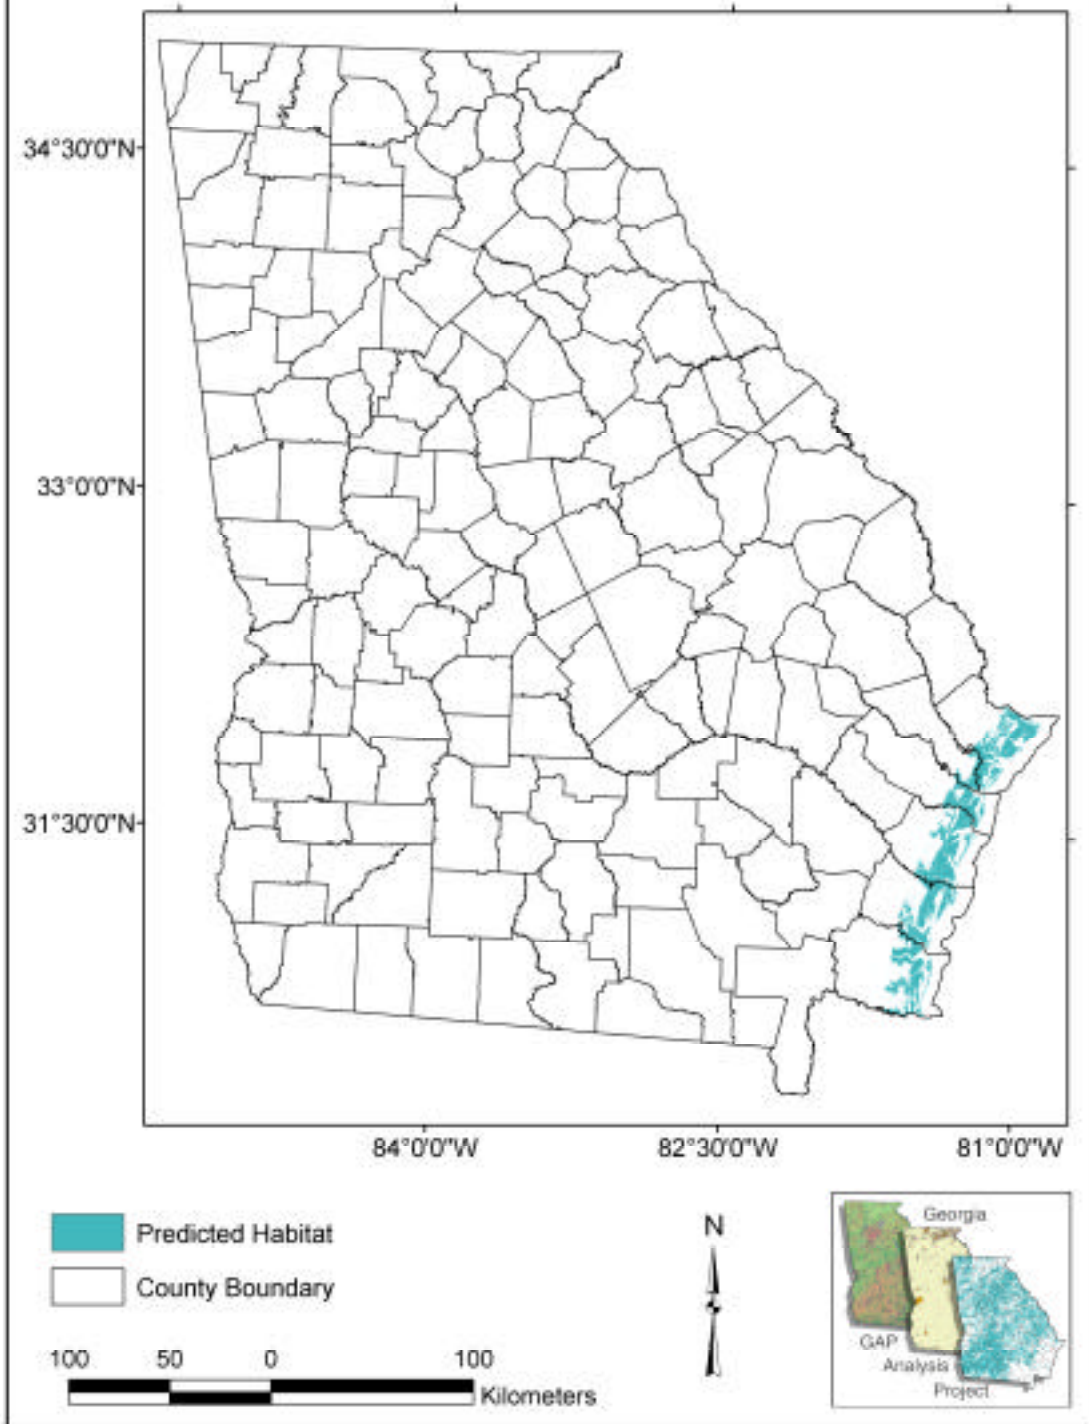 34°30'0"N
33°0'0"N
31°30'0"N
84°0'0"W 82°30'0"W 81°0'0"W
Predicted Habitat
County Boundary
N
100 50 0 100
Kilometers
Georgia
GAP
Analysis
Project